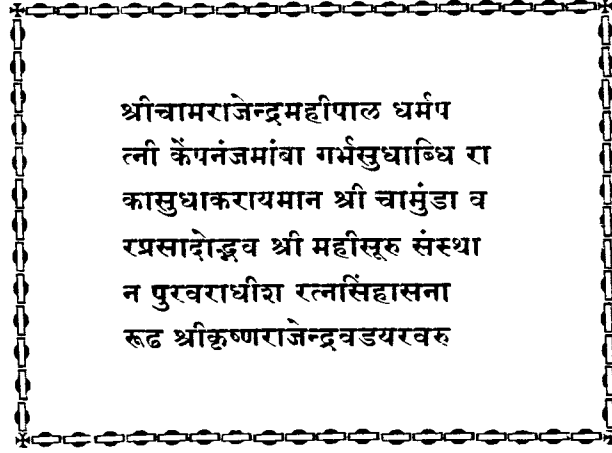 श्रीचामराजेन्द्रमहीपाल धर्मप
त्नी केंपनंजमांबा गर्भसुधाब्धि रा
कासुधाकरायमान श्री चामुंडा व
रप्रसादोद्भव श्री महीसूरु संस्था
न पुरवराधीश रत्नसिंहासना
रूढ श्रीकृष्णराजेन्द्रवडयरवरु